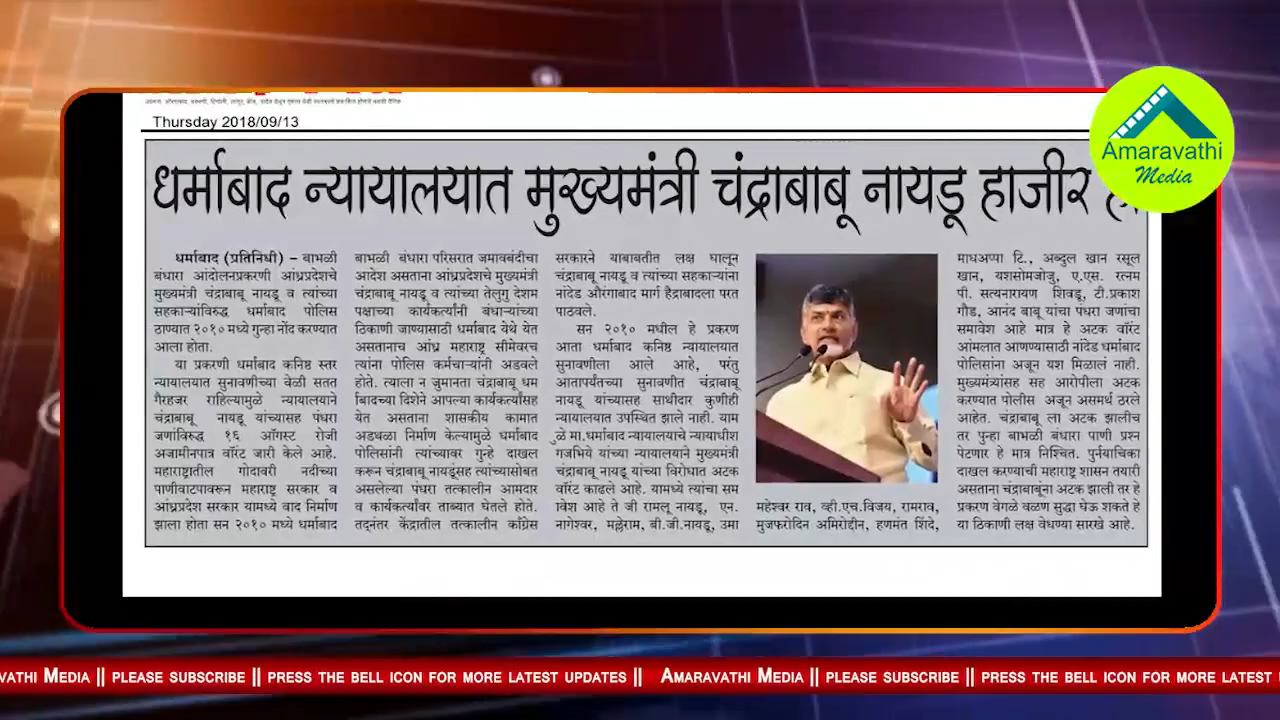 Thursday 2018/09/13
धर्माबाद न्यायालयात मुख्यमंत्री चंद्राबाबू नायडू हाजीर
Amaravathi
Media
धर्माबाद (प्रतिनिधी) – बाभळी
बंधारा आंदोलनप्रकरणी आंध्रप्रदेशचे
मुख्यमंत्री चंद्राबाबू नायडू व त्यांच्या
सहकाऱ्यांविरुद्ध धर्माबाद पोलिस
ठाण्यात २०१० मध्ये गुन्हा नोंद करण्यात
आला होता.
या प्रकरणी धर्माबाद कनिष्ठ स्तर
न्यायालयात सुनावणीच्या वेळी सतत
गैरहजर राहिल्यामुळे न्यायालयाने
चंद्राबाबू नायडू यांच्यासह पंधरा
जणांविरुद्ध १६ ऑगस्ट रोजी
अजामीनपात्र वॉरंट जारी केले आहे.
महाराष्ट्रातील गोदावरी नदीच्या
पाणीवाटपावरून महाराष्ट्र सरकार व
आंध्रप्रदेश सरकार यामध्ये वाद निर्माण
झाला होता सन २०१० मध्ये धर्माबाद
बाभळी बंधारा परिसरात जमावबंदीचा
आदेश असताना आंध्रप्रदेशचे मुख्यमंत्री
चंद्राबाबू नायडू व त्यांच्या तेलुगु देशम
पक्षाच्या कार्यकर्त्यांनी बंधाऱ्यांच्या
ठिकाणी जाण्यासाठी धर्माबाद येथे येत
असतानाच आंध्र महाराष्ट्र सीमेवरच
त्यांना पोलिस कर्मचाऱ्यांनी अडवले
होते. त्याला न जुमानता चंद्राबाबू धम
र्बादच्या दिशेने आपल्या कार्यकर्त्यांसह
येत असताना शासकीय कामात
अडथळा निर्माण केल्यामुळे धर्माबाद
पोलिसांनी त्यांच्यावर गुन्हे दाखल
करून चंद्राबाबू नायडूंसह त्यांच्यासोबत
असलेल्या पंधरा तत्कालीन आमदार
व कार्यकर्त्यांवर ताब्यात घेतले होते.
तद्नंतर केंद्रातील तत्कालीन काँग्रेस
सरकारने याबाबतीत लक्ष घालून
चंद्राबाबू नायडू व त्यांच्या सहकाऱ्यांना
नांदेड औरंगाबाद मार्ग हैद्राबादला परत
पाठवले.
सन २०१० मधील हे प्रकरण
आता धर्माबाद कनिष्ठ न्यायालयात
सुनावणीला आले आहे, परंतु
आतापर्यंतच्या सुनावणीत चंद्राबाबू
नायडू यांच्यासह साथीदार कुणीही
न्यायालयात उपस्थित झाले नाही. याम
ुळे मा.धर्माबाद न्यायालयाचे न्यायाधीश
गजभिये यांच्या न्यायालयाने मुख्यमंत्री
चंद्राबाबू नायडू यांच्या विरोधात अटक
वॉरंट काढले आहे. यामध्ये त्यांचा सम
ावेश आहे ते जी रामलू नायडू, एन.
नागेश्वर, मल्लेराम, बी.जी.नायडू, उमा
महेश्वर राव, व्ही.एच.विजय, रामराव,
मुजफरोदिन अमिरोद्दीन, हणमंत शिंदे,
माधअप्पा टि., अब्दुल खान रसूल
खान, यशसोमजोजु, ए.एस. रत्नम
पी. सत्यनारायण शिवडू, टी.प्रकाश
गौड, आनंद बाबू यांचा पंधरा जणांचा
समावेश आहे मात्र हे अटक वॉरंट
आंमलात आणण्यासाठी नांदेड धर्माबाद
पोलिसांना अजून यश मिळालं नाही.
मुख्यमंत्र्यांसह सह आरोपीला अटक
करण्यात पोलीस अजून असमर्थ ठरले
आहेत. चंद्राबाबू ला अटक झालीच
तर पुन्हा बाभळी बंधारा पाणी प्रश्न
पेटणार हे मात्र निश्चित. पुर्नयाचिका
दाखल करण्याची महाराष्ट्र शासन तयारी
असताना चंद्राबाबूंना अटक झाली तर हे
प्रकरण वेगळे वळण सुद्धा घेऊ शकते हे
या ठिकाणी लक्ष वेधण्या सारखे आहे.
VATHI MEDIA || PLEASE SUBSCRIBE || PRESS THE BELL ICON FOR MORE LATEST UPDATES || AMARAVATHI MEDIA || PLEASE SUBSCRIBE || PRESS THE BELL ICON FOR MORE LATEST